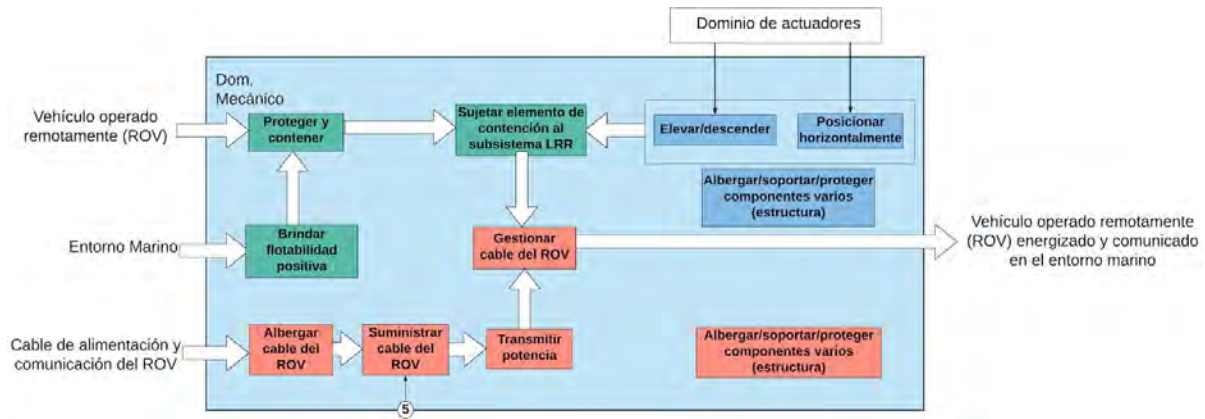 Dominio de actuadores
Dom.
Mecánico
Vehículo operado
remotamente (ROV)
Proteger y
contener
Sujetar elemento de
contención al
subsistema LRR
Elevar/descender
Posicionar
horizontalmente
Albergar/soportar/proteger
componentes varios
(estructura)
Entorno Marino
Brindar
flotabilidad
positiva
Gestionar
cable del ROV
Vehículo operado remotamente
(ROV) energizado y comunicado
en el entorno marino
Cable de alimentación y
comunicación del ROV
Albergar
cable del
ROV
Suministrar
cable del
ROV
Transmitir
potencia
Albergar/soportar/proteger
componentes varios
(estructura)
5